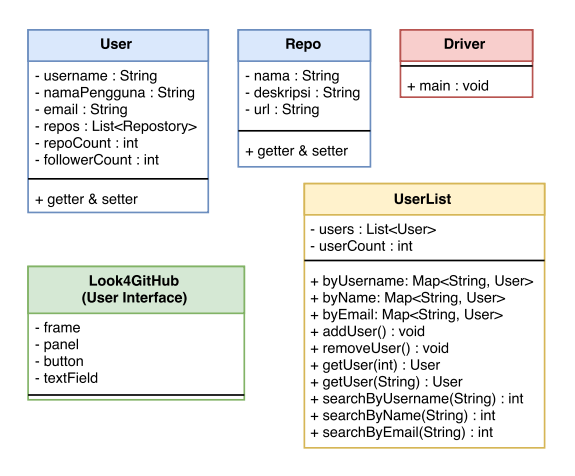 User
- username : String
- namaPengguna : String
- email : String
- repos : List<Repostory>
- repoCount : int
- followerCount : int
+ getter & setter
Repo
- nama : String
- deskripsi : String
- url : String
+ getter & setter
Driver
+ main : void
UserList
- users : List<User>
- userCount : int
+ byUsername: Map<String, User>
+ byName: Map<String, User>
+ byEmail: Map<String, User>
+ addUser() : void
+ removeUser() : void
+ getUser(int) : User
+ getUser(String) : User
+ searchByUsername(String) : int
+ searchByName(String) : int
+ searchByEmail(String) : int
Look4GitHub
(User Interface)
- frame
- panel
- button
- textField